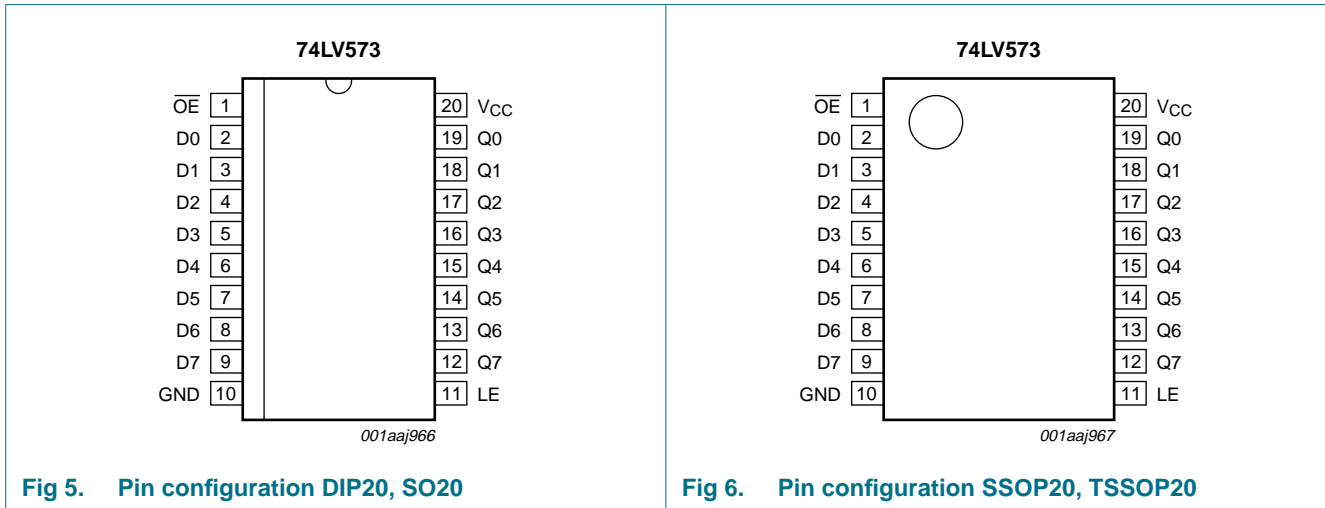 74LV573
OE 1 20 VCC
D0 2 19 Q0
D1 3 18 Q1
D2 4 17 Q2
D3 5 16 Q3
D4 6 15 Q4
D5 7 14 Q5
D6 8 13 Q6
D7 9 12 Q7
GND 10 11 LE
001aaj966
Fig 5. Pin configuration DIP20, SO20
74LV573
OE 1 20 VCC
D0 2 19 Q0
D1 3 18 Q1
D2 4 17 Q2
D3 5 16 Q3
D4 6 15 Q4
D5 7 14 Q5
D6 8 13 Q6
D7 9 12 Q7
GND 10 11 LE
001aaj967
Fig 6. Pin configuration SSOP20, TSSOP20